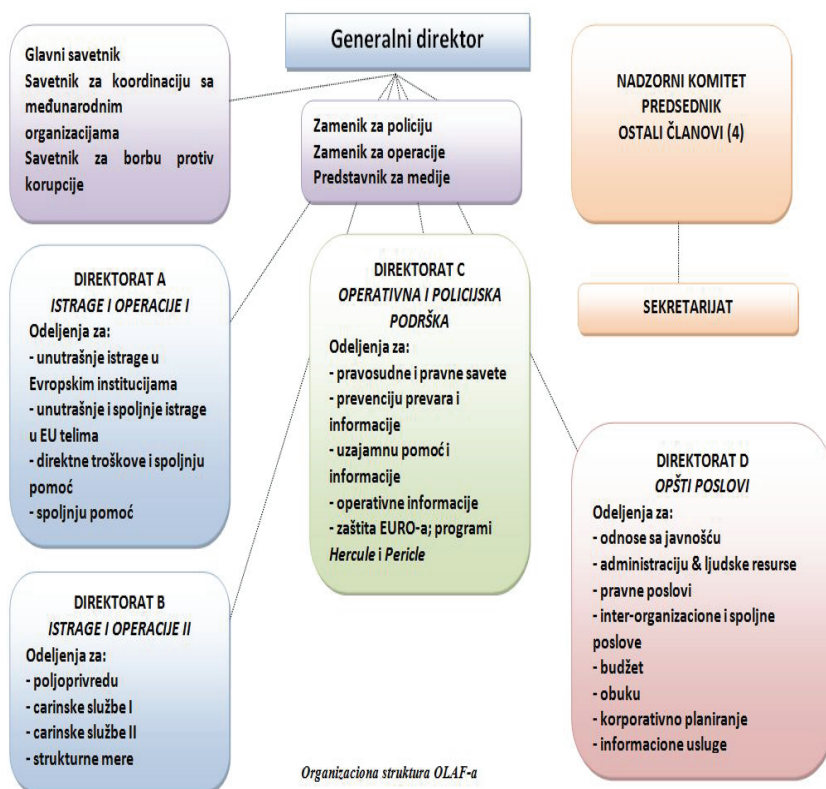 Generalni direktor
Glavni savetnik
Savetnik za koordinaciju sa
međunarodnim
organizacijama
Savetnik za borbu protiv
korupcije
Zamenik za policiju
Zamenik za operacije
Predstavnik za medije
NADZORNI KOMITET
PREDSEDNIK
OSTALI ČLANOVI (4)
SEKRETARIJAT
DIREKTORAT A
ISTRAGE I OPERACIJE I
Odeljenja za:
- unutrašnje istrage u
Evropskim institucijama
- unutrašnje i spoljnje istrage
u EU telima
- direktne troškove i spoljnju
pomoć
- spoljnju pomoć
DIREKTORAT C
OPERATIVNA I POLICIJSKA
PODRŠKA
Odeljenja za:
- pravosudne i pravne savete
- prevenciju prevara i
informacije
- uzajamnu pomoć i
informacije
- operativne informacije
- zaštita EURO-a; programi
Hercule i Pericle
DIREKTORAT B
ISTRAGE I OPERACIJE II
Odeljenja za:
- poljoprivredu
- carinske službe I
- carinske službe II
- strukturne mere
DIREKTORAT D
OPŠTI POSLOVI
Odeljenja za:
- odnose sa javnošću
- administraciju & ljudske resurse
- pravne poslovi
- inter-organizacione i spoljne
poslove
- budžet
- obuku
- korporativno planiranje
- informacione usluge
Organizaciona struktura OLAF-a